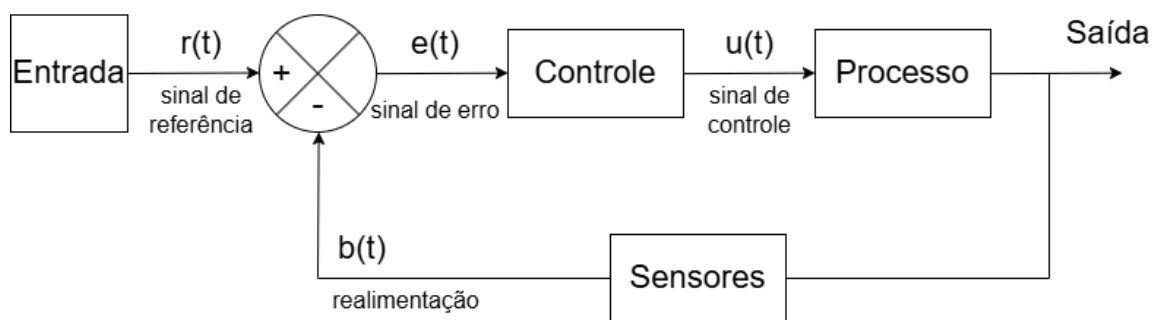 Entrada
r(t)
sinal de
referência
+
-
e(t)
sinal de erro
Controle
u(t)
sinal de
controle
Processo
Saída
b(t)
realimentação
Sensores